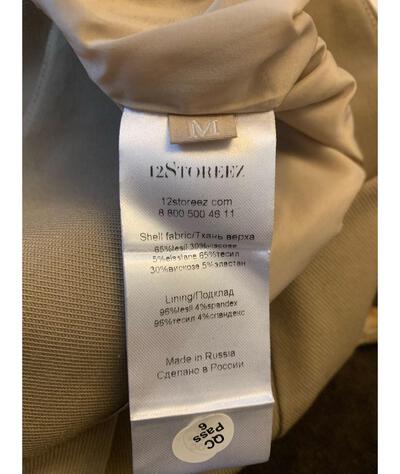 M
12STOREEZ
12storeez com
8 800 500 46 11
Shell fabric/Ткань верха
65%tesil 30%viscose
5%elastane 65%тесил
30%вискоза 5%эластан
Lining/Подклад
96%tesil 4%spandex
96%тесил 4%спандекс
Made in Russia
Сделано в России
QC
Pass
6